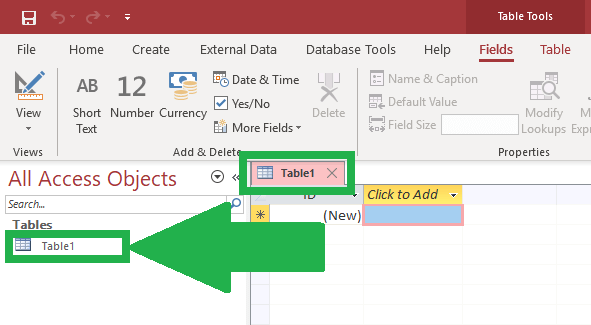 Table Tools
File Home Create External Data Database Tools Help Fields Table
AB 12 Date & Time Name & Caption
Yes/No Default Value
View Short Text Number Currency More Fields Delete Field Size Modify Lookups
Views Add & Delete Properties
All Access Objects
Search...
Tables
Table1
Table1
ID Click to Add
(New)